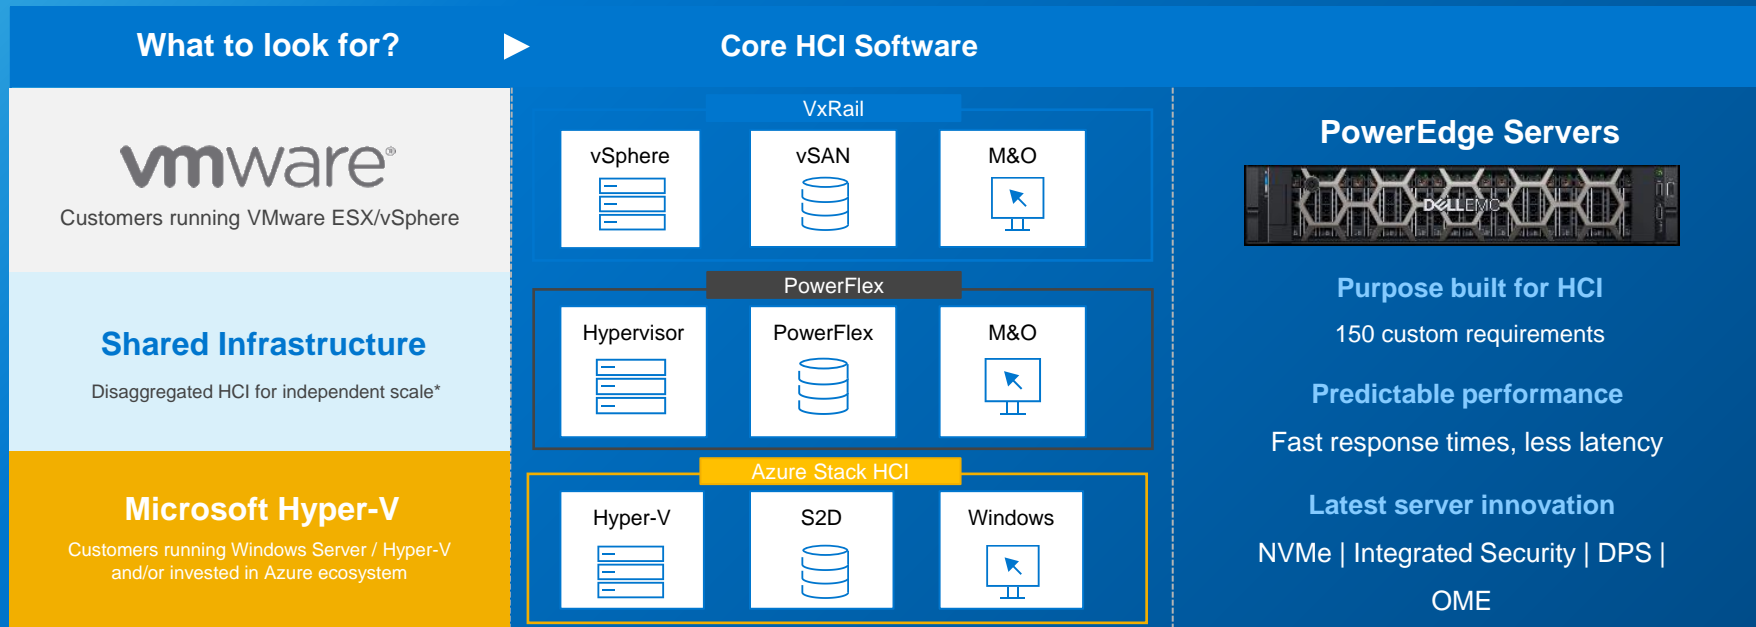 What to look for?
Core HCI Software
vmware®
Customers running VMware ESX/vSphere
Shared Infrastructure
Disaggregated HCI for independent scale*
Microsoft Hyper-V
Customers running Windows Server / Hyper-V
and/or invested in Azure ecosystem
VxRail
vSphere
vSAN
M&O
PowerFlex
Hypervisor
PowerFlex
M&O
Azure Stack HCI
Hyper-V
S2D
Windows
PowerEdge Servers
DELLEMC
Purpose built for HCI
150 custom requirements
Predictable performance
Fast response times, less latency
Latest server innovation
NVMe | Integrated Security | DPS |
OME